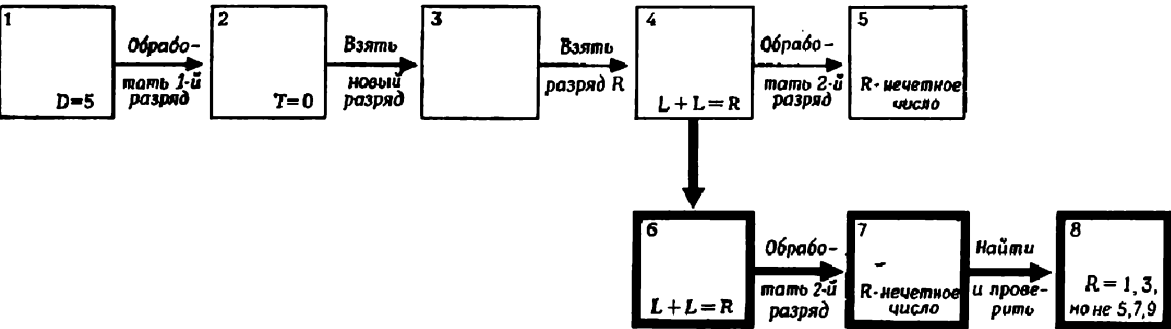 1
D=5
Обрабо-
тать 1-й
разряд
2
T=0
Взять
новый
разряд
3
Взять
разряд R
4
L+L=R
Обрабо-
тать 2-й
разряд
5
R-нечетное
число
6
L+L=R
Обрабо-
тать 2-й
разряд
7
R-нечетное
число
Найти
и прове-
рить
8
R=1,3,
но не 5,7,9